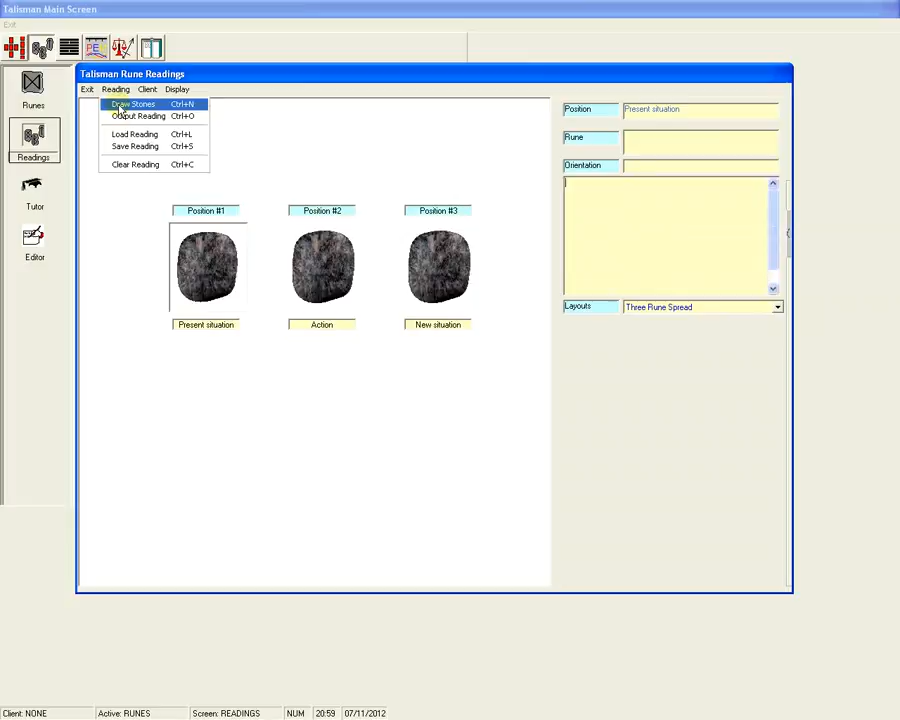 Talisman Main Screen
Exit
PES
Talisman Rune Readings
Exit Reading Client Display
Draw Stones Ctrl+N
Output Reading Ctrl+O
Load Reading Ctrl+L
Save Reading Ctrl+S
Clear Reading Ctrl+C
Runes
Readings
Tutor
Editor
Position Present situation
Rune
Orientation
Position #1 Position #2 Position #3
Present situation Action New situation
Layouts Three Rune Spread
Client: NONE Active: RUNES Screen: READINGS NUM 20:59 07/11/2012